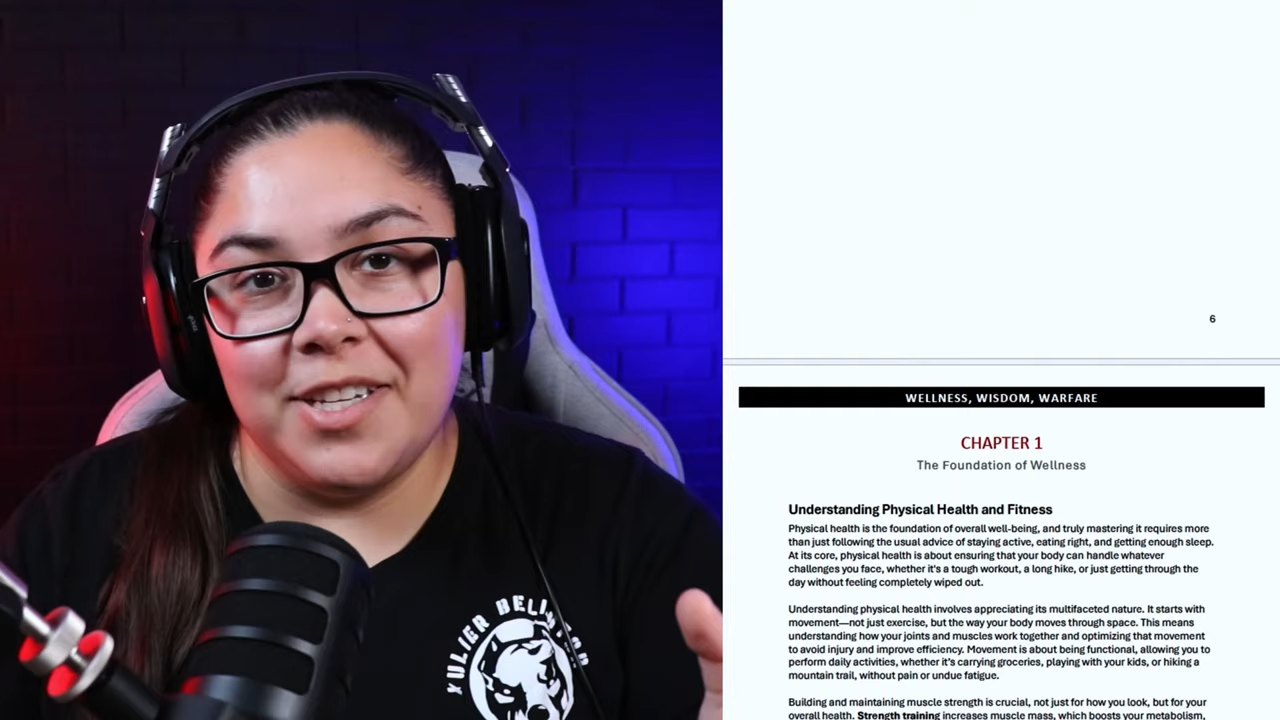 6
WELLNESS, WISDOM, WARFARE
CHAPTER 1
The Foundation of Wellness
Understanding Physical Health and Fitness
Physical health is the foundation of overall well-being, and truly mastering it requires more
than just following the usual advice of staying active, eating right, and getting enough sleep.
At its core, physical health is about ensuring that your body can handle whatever
challenges you face, whether it's a tough workout, a long hike, or just getting through the
day without feeling completely wiped out.
Understanding physical health involves appreciating its multifaceted nature. It starts with
movement—not just exercise, but the way your body moves through space. This means
understanding how your joints and muscles work together and optimizing that movement
to avoid injury and improve efficiency. Movement is about being functional, allowing you to
perform daily activities, whether it's carrying groceries, playing with your kids, or hiking a
mountain trail, without pain or undue fatigue.
Building and maintaining muscle strength is crucial, not just for how you look, but for your
overall health. Strength training increases muscle mass, which boosts your metabolism,